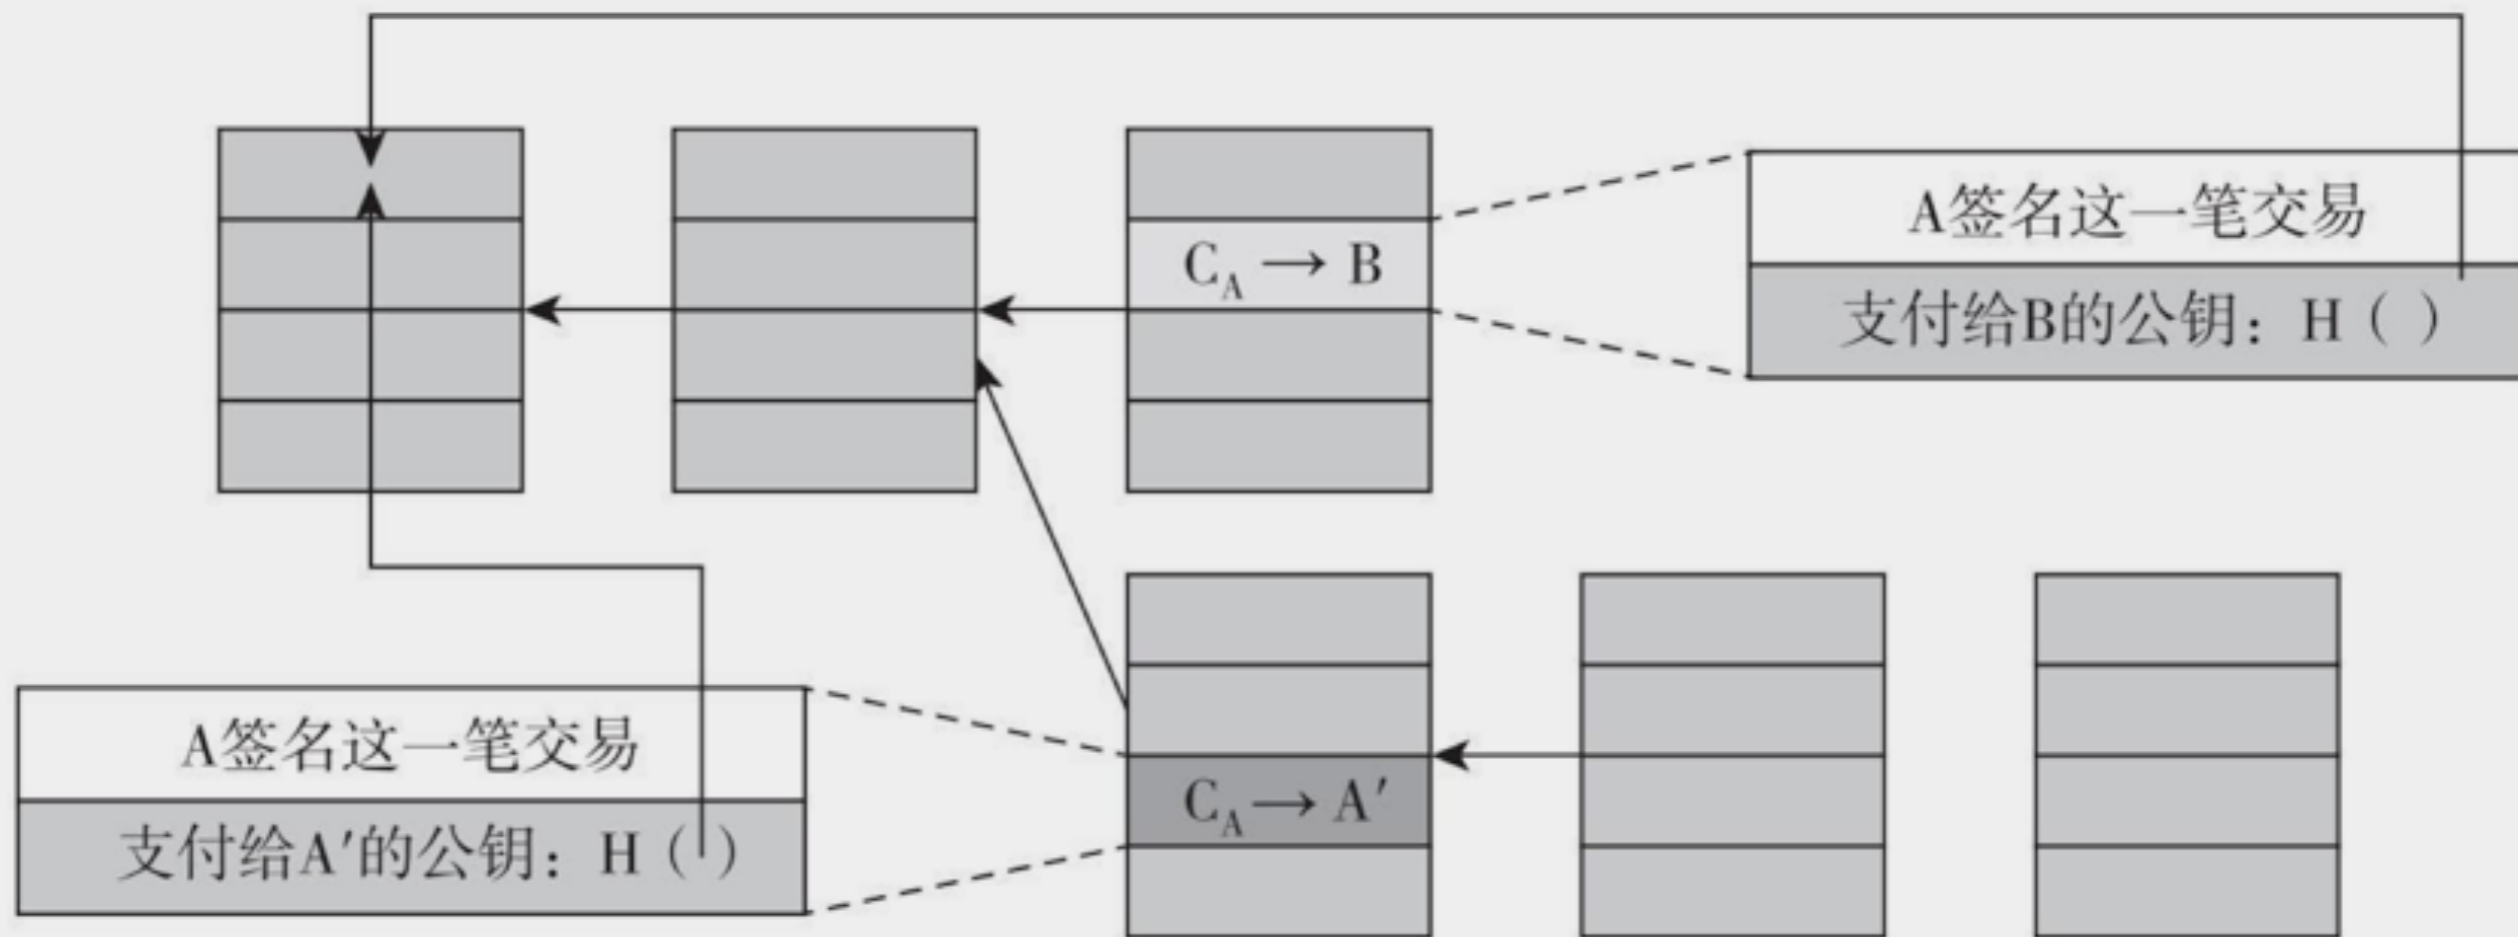 A签名这一笔交易
C_A → B
支付给B的公钥：H（ ）
A签名这一笔交易
C_A → A′
支付给A′的公钥：H（ ）